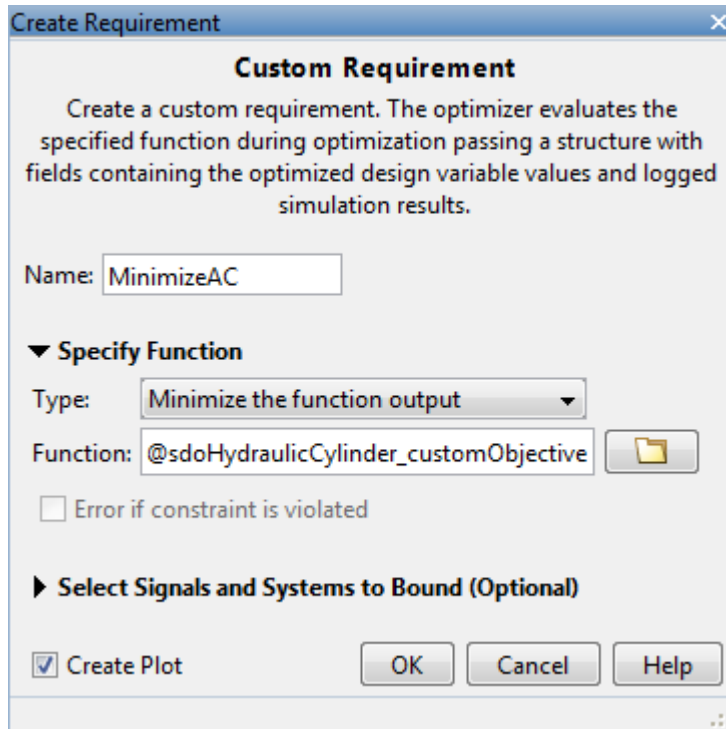 Create Requirement
Custom Requirement
Create a custom requirement. The optimizer evaluates the
specified function during optimization passing a structure with
fields containing the optimized design variable values and logged
simulation results.
Name: MinimizeAC
Specify Function
Type: Minimize the function output
Function: @sdoHydraulicCylinder_customObjective
Error if constraint is violated
Select Signals and Systems to Bound (Optional)
Create Plot OK Cancel Help